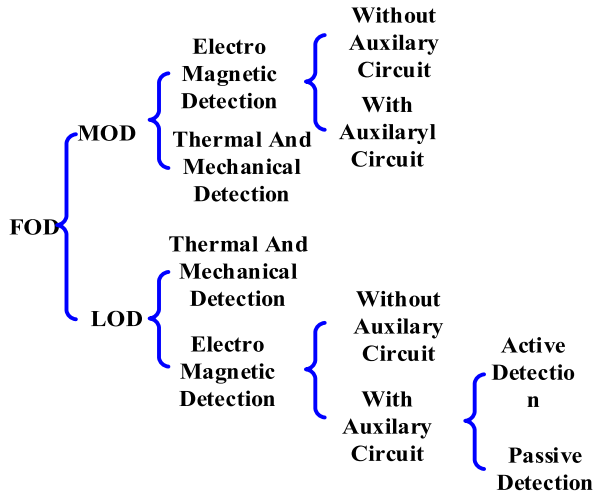 FOD
MOD
Electro
Magnetic
Detection
Without
Auxilary
Circuit
With
Auxilaryl
Circuit
Thermal And
Mechanical
Detection
LOD
Thermal And
Mechanical
Detection
Electro
Magnetic
Detection
Without
Auxilary
Circuit
With
Auxilary
Circuit
Active
Detectio
n
Passive
Detection